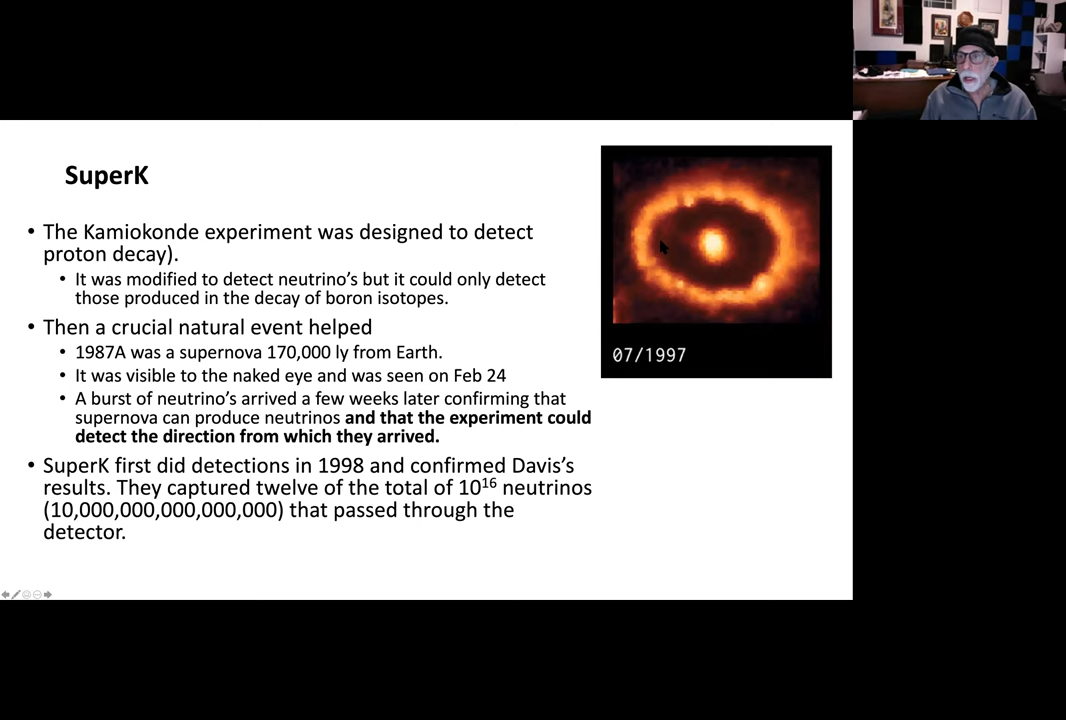 SuperK
• The Kamiokonde experiment was designed to detect
proton decay).
• It was modified to detect neutrino's but it could only detect
those produced in the decay of boron isotopes.
• Then a crucial natural event helped
• 1987A was a supernova 170,000 ly from Earth.
• It was visible to the naked eye and was seen on Feb 24
• A burst of neutrino's arrived a few weeks later confirming that
supernova can produce neutrinos and that the experiment could
detect the direction from which they arrived.
• SuperK first did detections in 1998 and confirmed Davis's
results. They captured twelve of the total of 10¹⁶ neutrinos
(10,000,000,000,000,000) that passed through the
detector.
07/1997